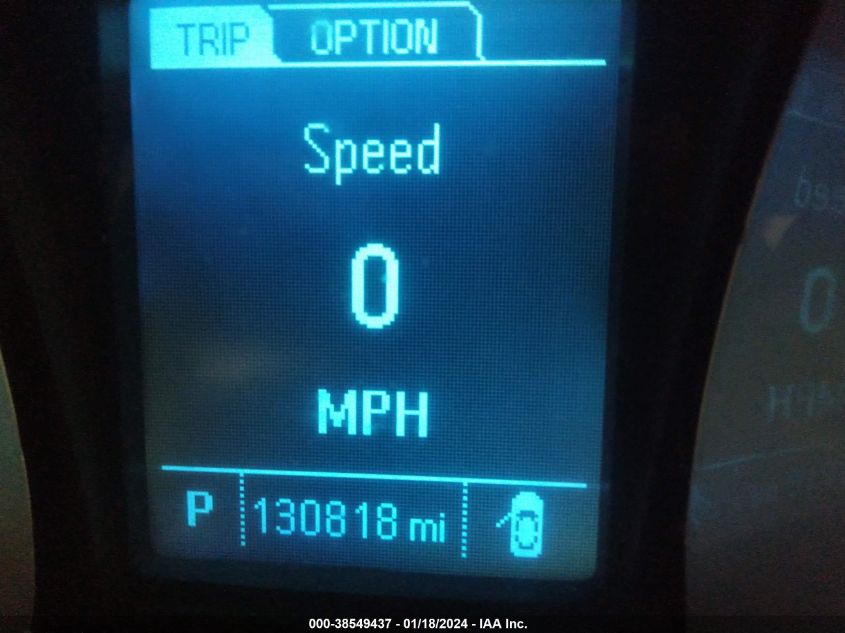 TRIP OPTION
Speed
0
MPH
P 130818 mi
000-38549437 - 01/18/2024 - IAA Inc.